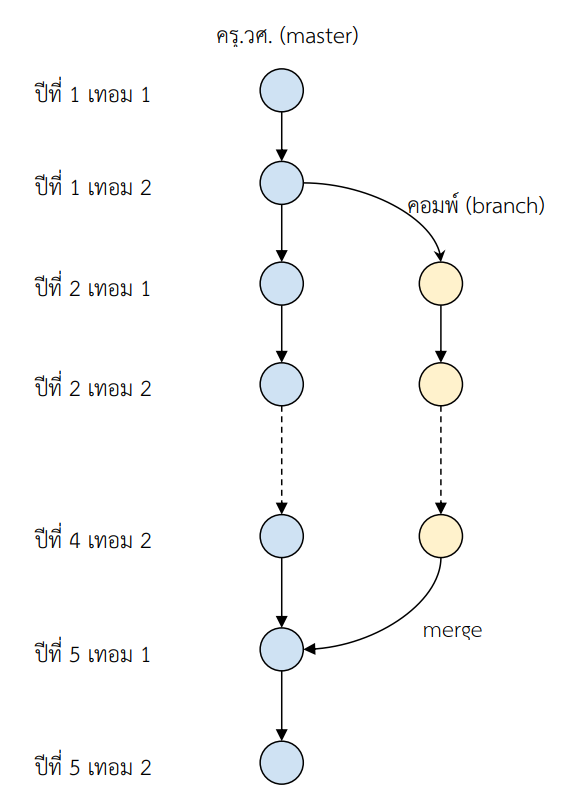 ครุ.วศ. (master)
ปีที่ 1 เทอม 1
ปีที่ 1 เทอม 2
คอมพ์ (branch)
ปีที่ 2 เทอม 1
ปีที่ 2 เทอม 2
ปีที่ 4 เทอม 2
merge
ปีที่ 5 เทอม 1
ปีที่ 5 เทอม 2